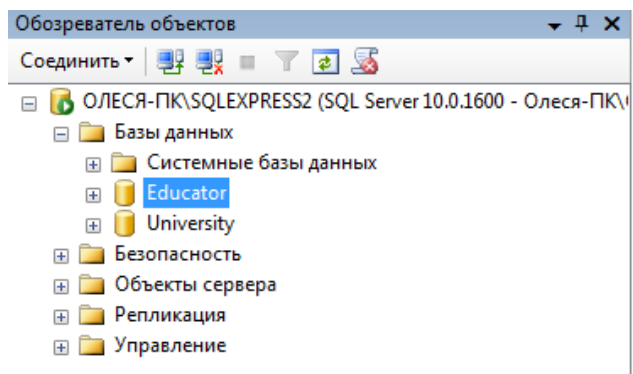 Обозреватель объектов
Соединить
ОЛЕСЯ-ПК\SQLEXPRESS2 (SQL Server 10.0.1600 - Олеся-ПК\
Базы данных
Системные базы данных
Educator
University
Безопасность
Объекты сервера
Репликация
Управление